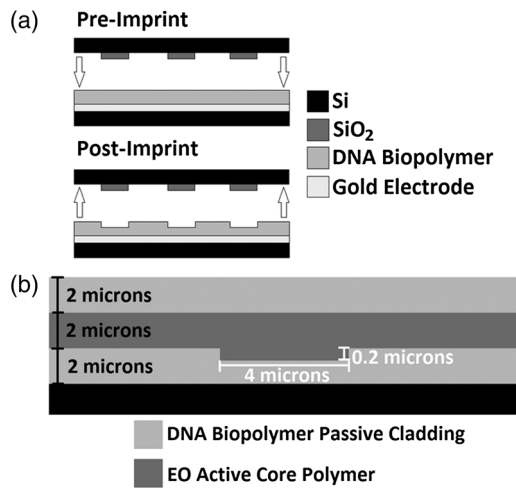 (a)
Pre-Imprint
Si
SiO₂
DNA Biopolymer
Gold Electrode
Post-Imprint
(b)
2 microns
2 microns
2 microns
0.2 microns
4 microns
DNA Biopolymer Passive Cladding
EO Active Core Polymer